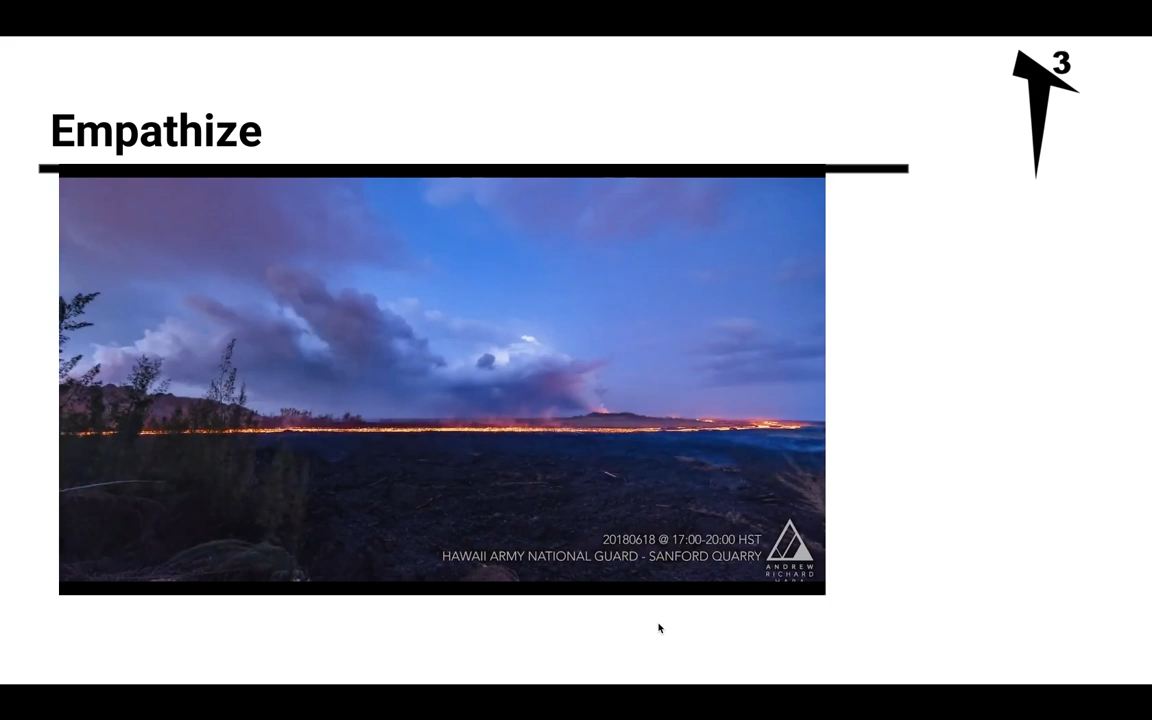 3
Empathize
20180618 @ 17:00-20:00 HST
HAWAII ARMY NATIONAL GUARD - SANFORD QUARRY
ANDREW
RICHARD